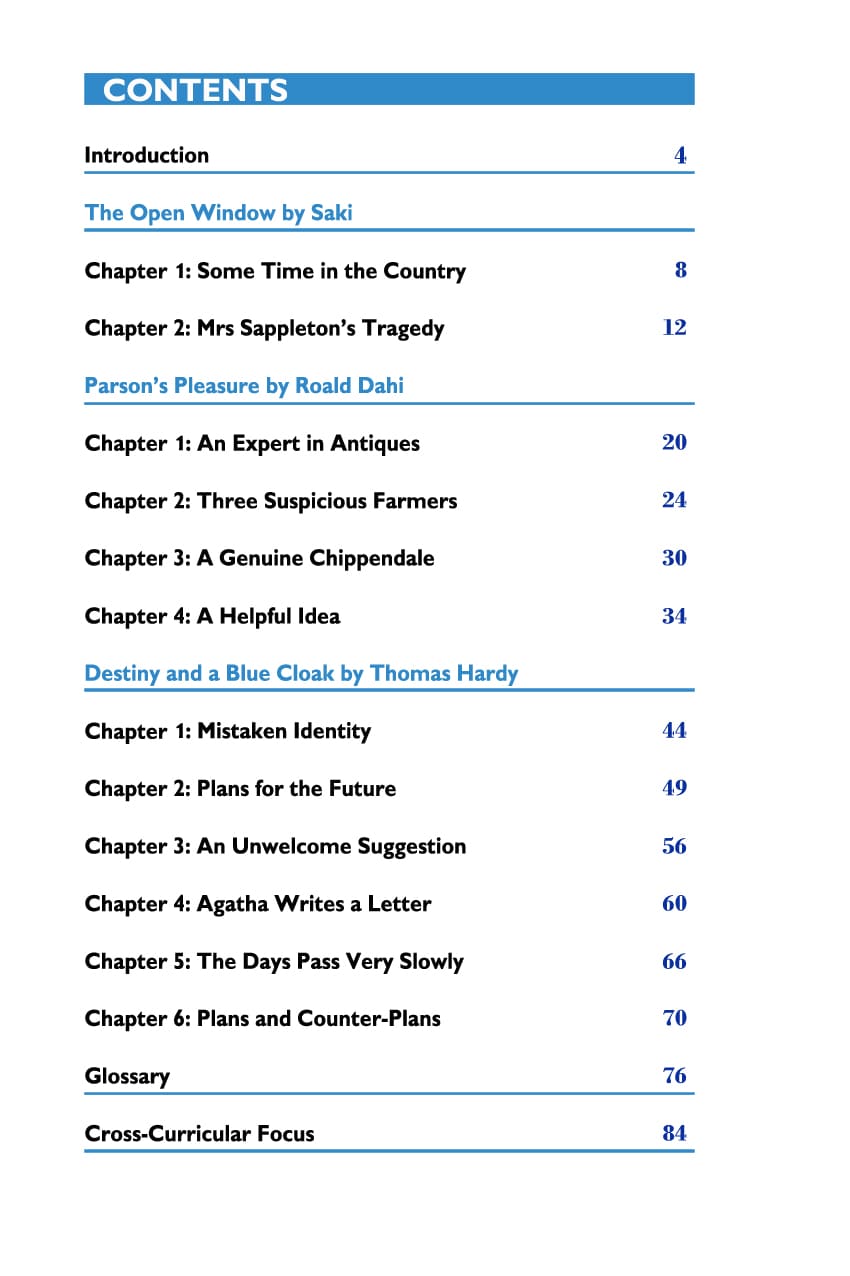 CONTENTS
Introduction 4
The Open Window by Saki
Chapter 1: Some Time in the Country 8
Chapter 2: Mrs Sappleton's Tragedy 12
Parson's Pleasure by Roald Dahi
Chapter 1: An Expert in Antiques 20
Chapter 2: Three Suspicious Farmers 24
Chapter 3: A Genuine Chippendale 30
Chapter 4: A Helpful Idea 34
Destiny and a Blue Cloak by Thomas Hardy
Chapter 1: Mistaken Identity 44
Chapter 2: Plans for the Future 49
Chapter 3: An Unwelcome Suggestion 56
Chapter 4: Agatha Writes a Letter 60
Chapter 5: The Days Pass Very Slowly 66
Chapter 6: Plans and Counter-Plans 70
Glossary 76
Cross-Curricular Focus 84